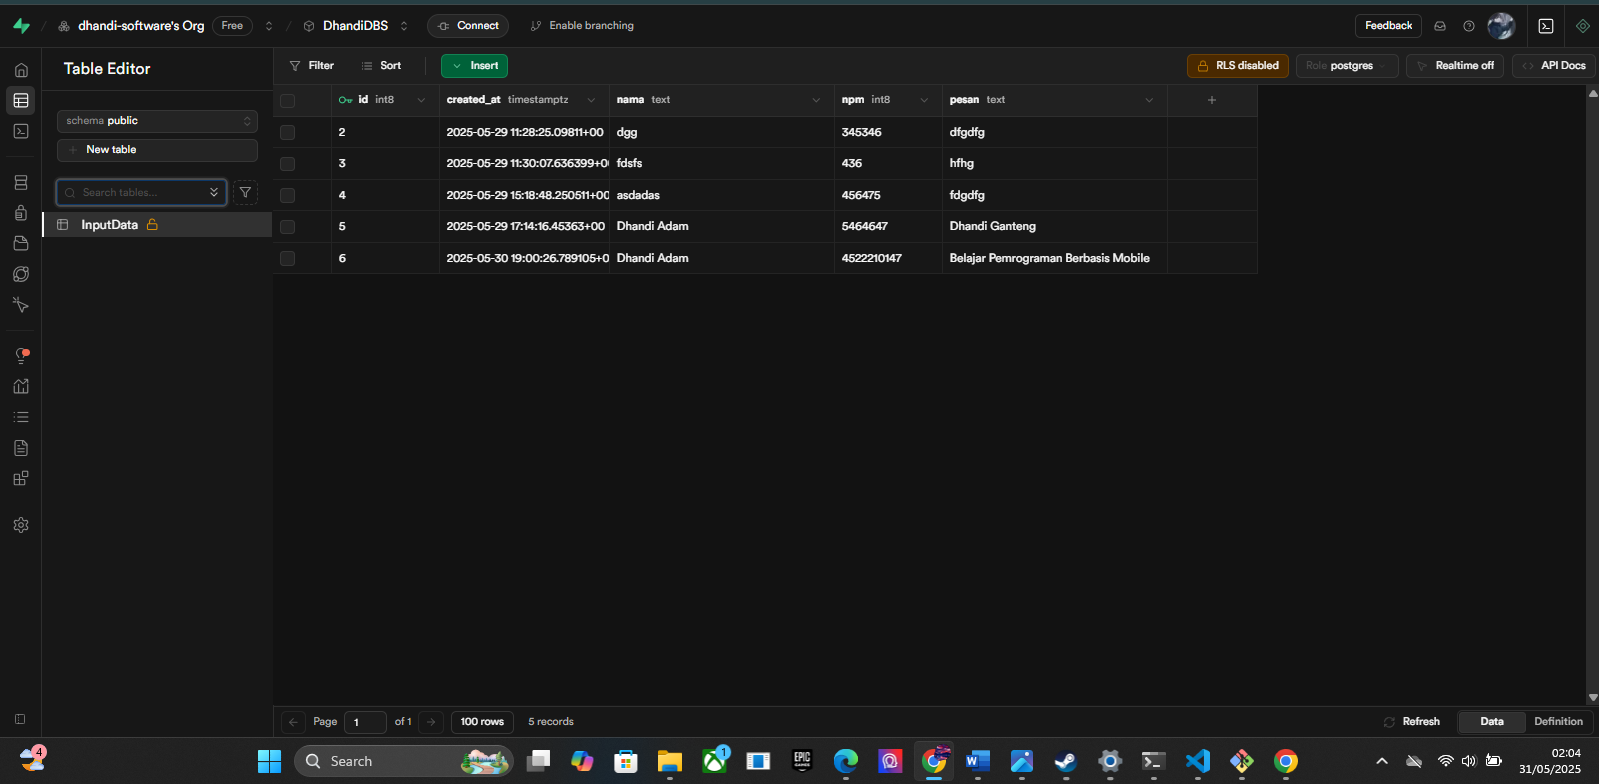 dhandi-software's Org Free DhandiDBS Connect Enable branching Feedback
Table Editor
schema public
New table
Search tables...
InputData
Filter Sort Insert RLS disabled Role postgres Realtime off API Docs
id int8 created_at timestamptz nama text npm int8 pesan text
2 2025-05-29 11:28:25.09811+00 dgg 345346 dfgdfg
3 2025-05-29 11:30:07.636399+0 fdsfs 436 hfhg
4 2025-05-29 15:18:48.250511+00 asdadas 456475 fdgdfg
5 2025-05-29 17:14:16.45363+00 Dhandi Adam 5464647 Dhandi Ganteng
6 2025-05-30 19:00:26.789105+0 Dhandi Adam 4522210147 Belajar Pemrograman Berbasis Mobile
Page 1 of 1 100 rows 5 records Refresh Data Definition
4 Search 1 EPIC GAMES 02:04
31/05/2025